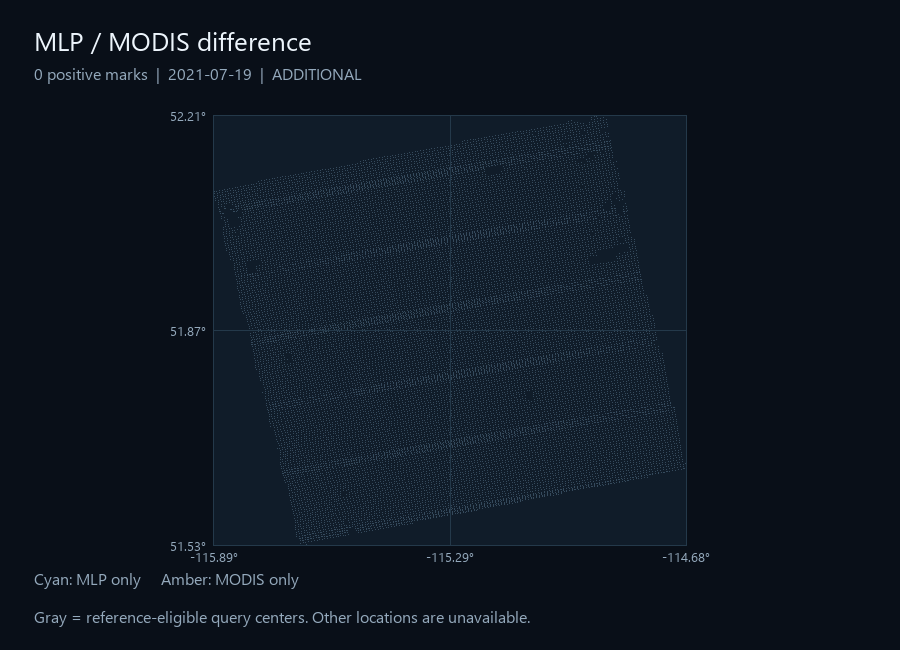 MLP / MODIS difference
0 positive marks | 2021-07-19 | ADDITIONAL
52.21°
51.87°
51.53°
-115.89° -115.29° -114.68°
Cyan: MLP only Amber: MODIS only
Gray = reference-eligible query centers. Other locations are unavailable.